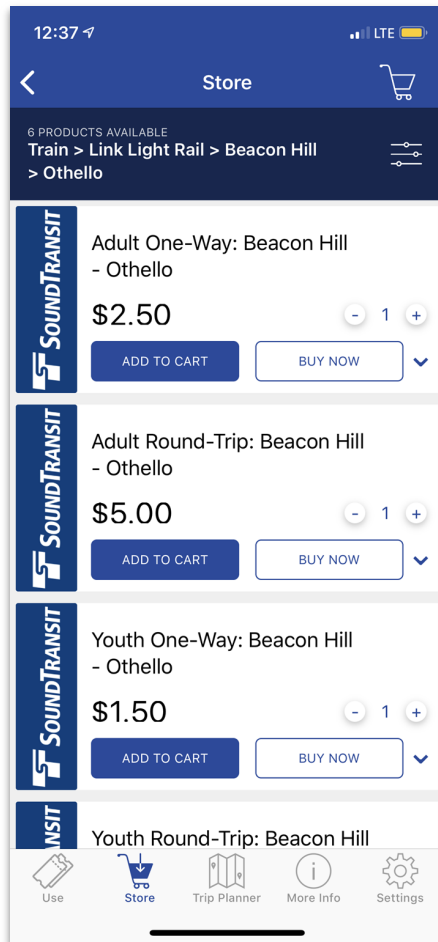 12:37
LTE
Store
6 PRODUCTS AVAILABLE
Train > Link Light Rail > Beacon Hill
> Othello
SOUNDTRANSIT
Adult One-Way: Beacon Hill
- Othello
$2.50
- 1 +
ADD TO CART
BUY NOW
SOUNDTRANSIT
Adult Round-Trip: Beacon Hill
- Othello
$5.00
- 1 +
ADD TO CART
BUY NOW
SOUNDTRANSIT
Youth One-Way: Beacon Hill
- Othello
$1.50
- 1 +
ADD TO CART
BUY NOW
NSIT
Youth Round-Trip: Beacon Hill
Use
Store
Trip Planner
More Info
Settings